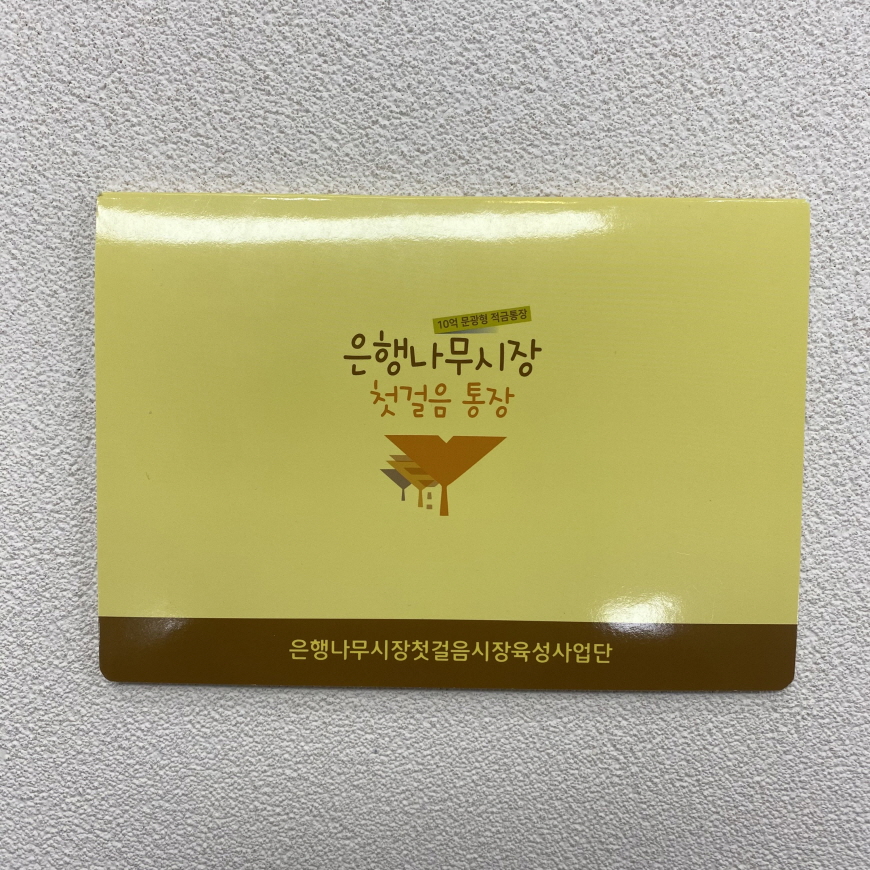 10억 문광형 적금통장
은행나무시장
첫걸음 통장
은행나무시장첫걸음시장육성사업단